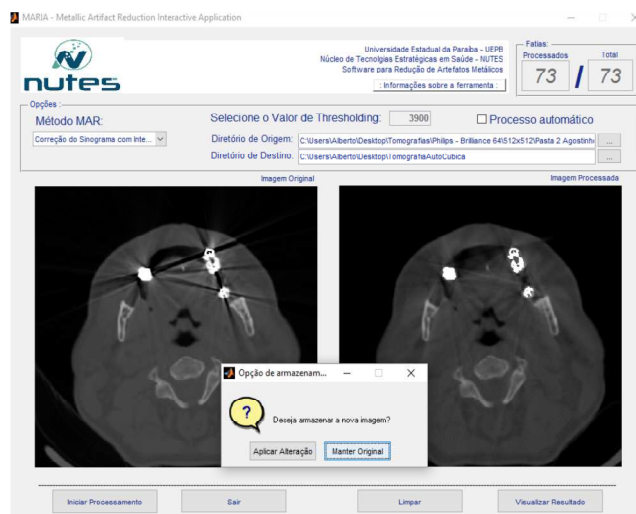 MARIA - Metallic Artifact Reduction Interactive Application
nutes
Universidade Estadual da Paraíba - UEPB
Núcleo de Tecnolgias Estratégicas em Saúde - NUTES
Software para Redução de Artefatos Metálicos
: Informações sobre a ferramenta :
Fatias:
Processados
Total
73 / 73
Opções :
Método MAR:
Correção do Sinograma com Inte...
Selecione o Valor de Thresholding: 3900
Processo automático
Diretório de Origem: C:\Users\Alberto\Desktop\Tomografias\Philips - Brilliance 64\512x512\Pasta 2 Agostinh
...
Diretório de Destino: C:\Users\Alberto\Desktop\TomografiaAutoCubica
...
Imagem Original
Imagem Processada
Opção de armazenam...
?
Deseja armazenar a nova imagem?
Aplicar Alteração
Manter Original
Iniciar Processamento
Sair
Limpar
Visualizar Resultado